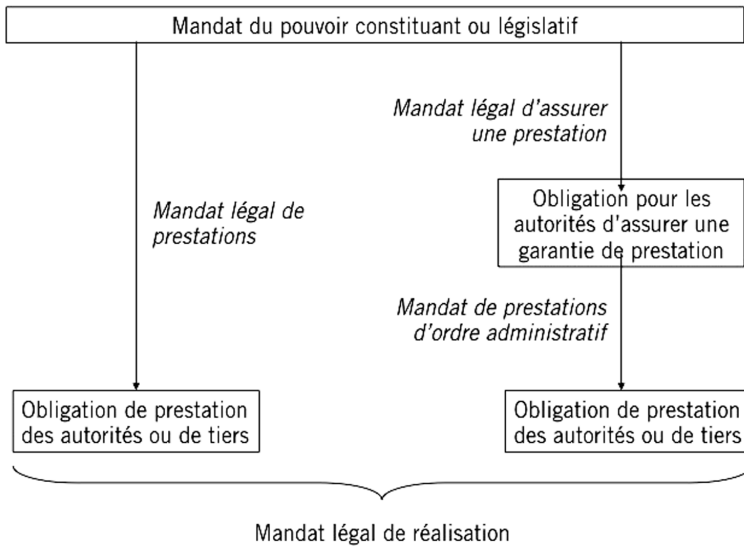 Mandat du pouvoir constituant ou législatif
Mandat légal d'assurer
une prestation
Mandat légal de
prestations
Obligation pour les
autorités d'assurer une
garantie de prestation
Mandat de prestations
d'ordre administratif
Obligation de prestation
des autorités ou de tiers
Obligation de prestation
des autorités ou de tiers
Mandat légal de réalisation